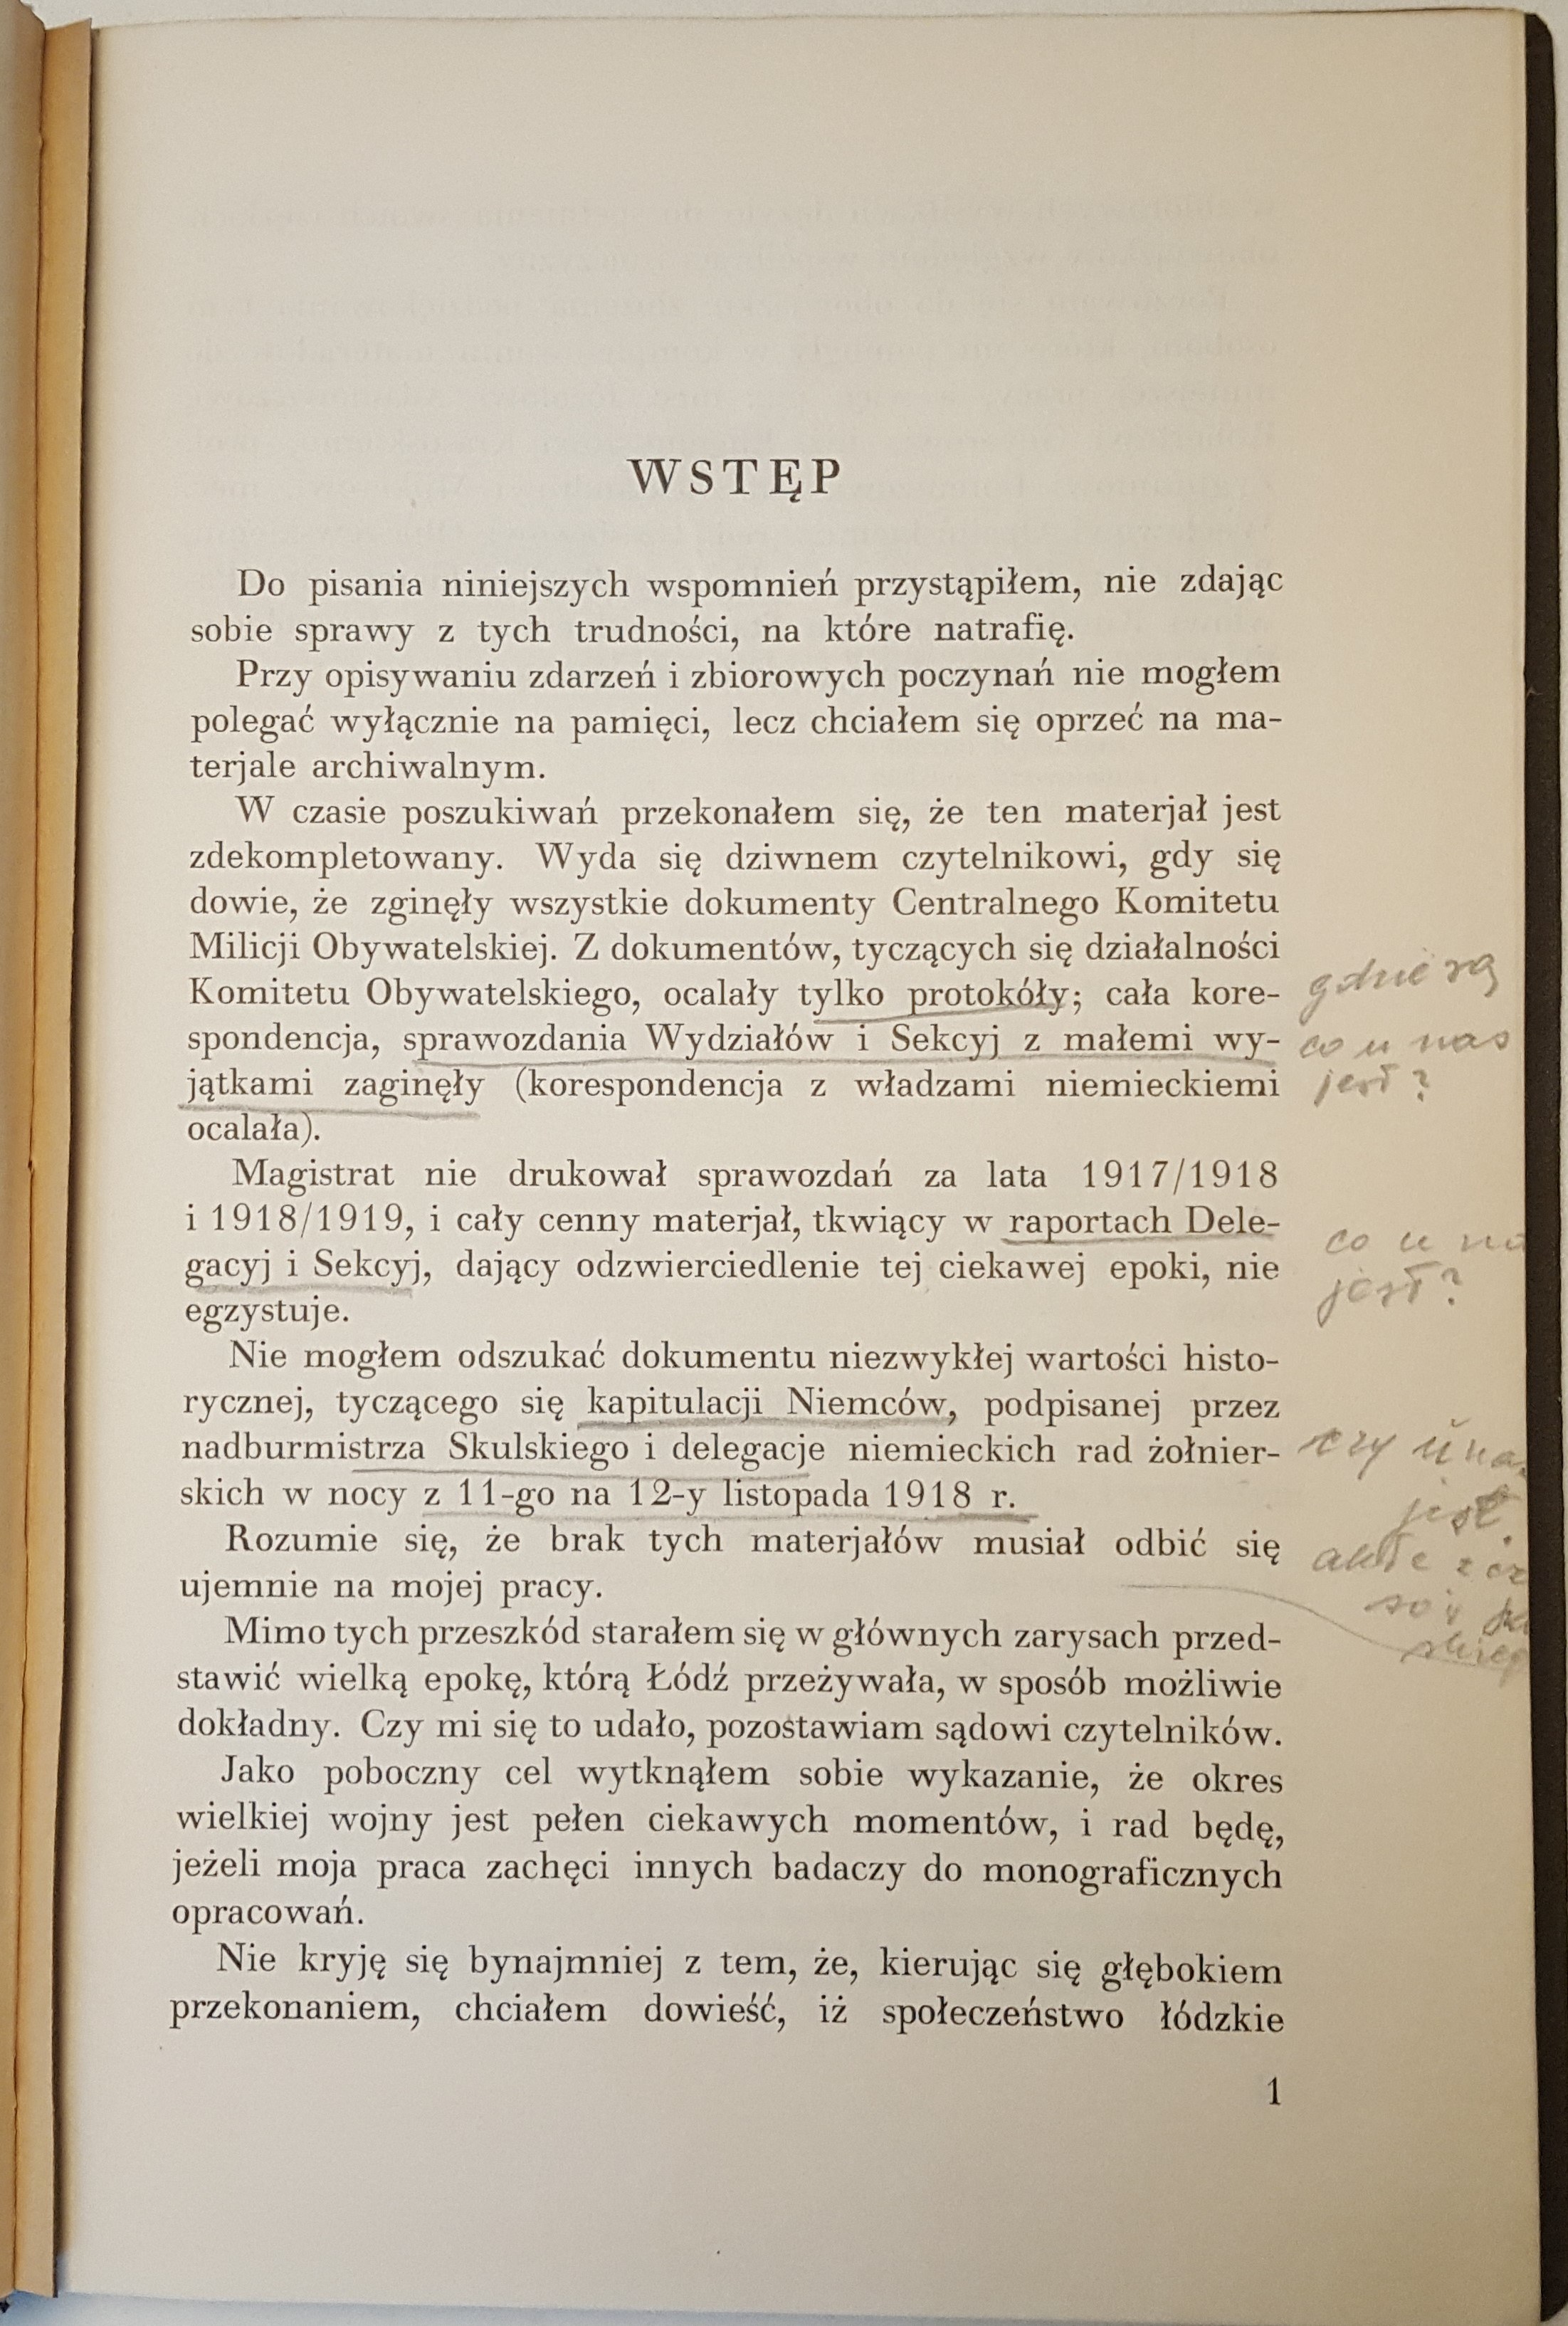 WSTĘP
Do pisania niniejszych wspomnień przystąpiłem, nie zdając
sobie sprawy z tych trudności, na które natrafię.
Przy opisywaniu zdarzeń i zbiorowych poczynań nie mogłem
polegać wyłącznie na pamięci, lecz chciałem się oprzeć na ma-
terjale archiwalnym.
W czasie poszukiwań przekonałem się, że ten materjał jest
zdekompletowany. Wyda się dziwnem czytelnikowi, gdy się
dowie, że zginęły wszystkie dokumenty Centralnego Komitetu
Milicji Obywatelskiej. Z dokumentów, tyczących się działalności
Komitetu Obywatelskiego, ocalały tylko protokóły; cała kore-
spondencja, sprawozdania Wydziałów i Sekcyj z małemi wy-
jątkami zaginęły (korespondencja z władzami niemieckiemi
ocalała).
Magistrat nie drukował sprawozdań za lata 1917/1918
i 1918/1919, i cały cenny materjał, tkwiący w raportach Dele-
gacyj i Sekcyj, dający odzwierciedlenie tej ciekawej epoki, nie
egzystuje.
Nie mogłem odszukać dokumentu niezwykłej wartości histo-
rycznej, tyczącego się kapitulacji Niemców, podpisanej przez
nadburmistrza Skulskiego i delegacje niemieckich rad żołnier-
skich w nocy z 11-go na 12-y listopada 1918 r.
Rozumie się, że brak tych materjałów musiał odbić się
ujemnie na mojej pracy.
Mimo tych przeszkód starałem się w głównych zarysach przed-
stawić wielką epokę, którą Łódź przeżywała, w sposób możliwie
dokładny. Czy mi się to udało, pozostawiam sądowi czytelników.
Jako poboczny cel wytknąłem sobie wykazanie, że okres
wielkiej wojny jest pełen ciekawych momentów, i rad będę,
jeżeli moja praca zachęci innych badaczy do monograficznych
opracowań.
Nie kryję się bynajmniej z tem, że, kierując się głębokiem
przekonaniem, chciałem dowieść, iż społeczeństwo łódzkie
1
gdzie są
co u nas
jest?
co u
jest?
czy u
jest